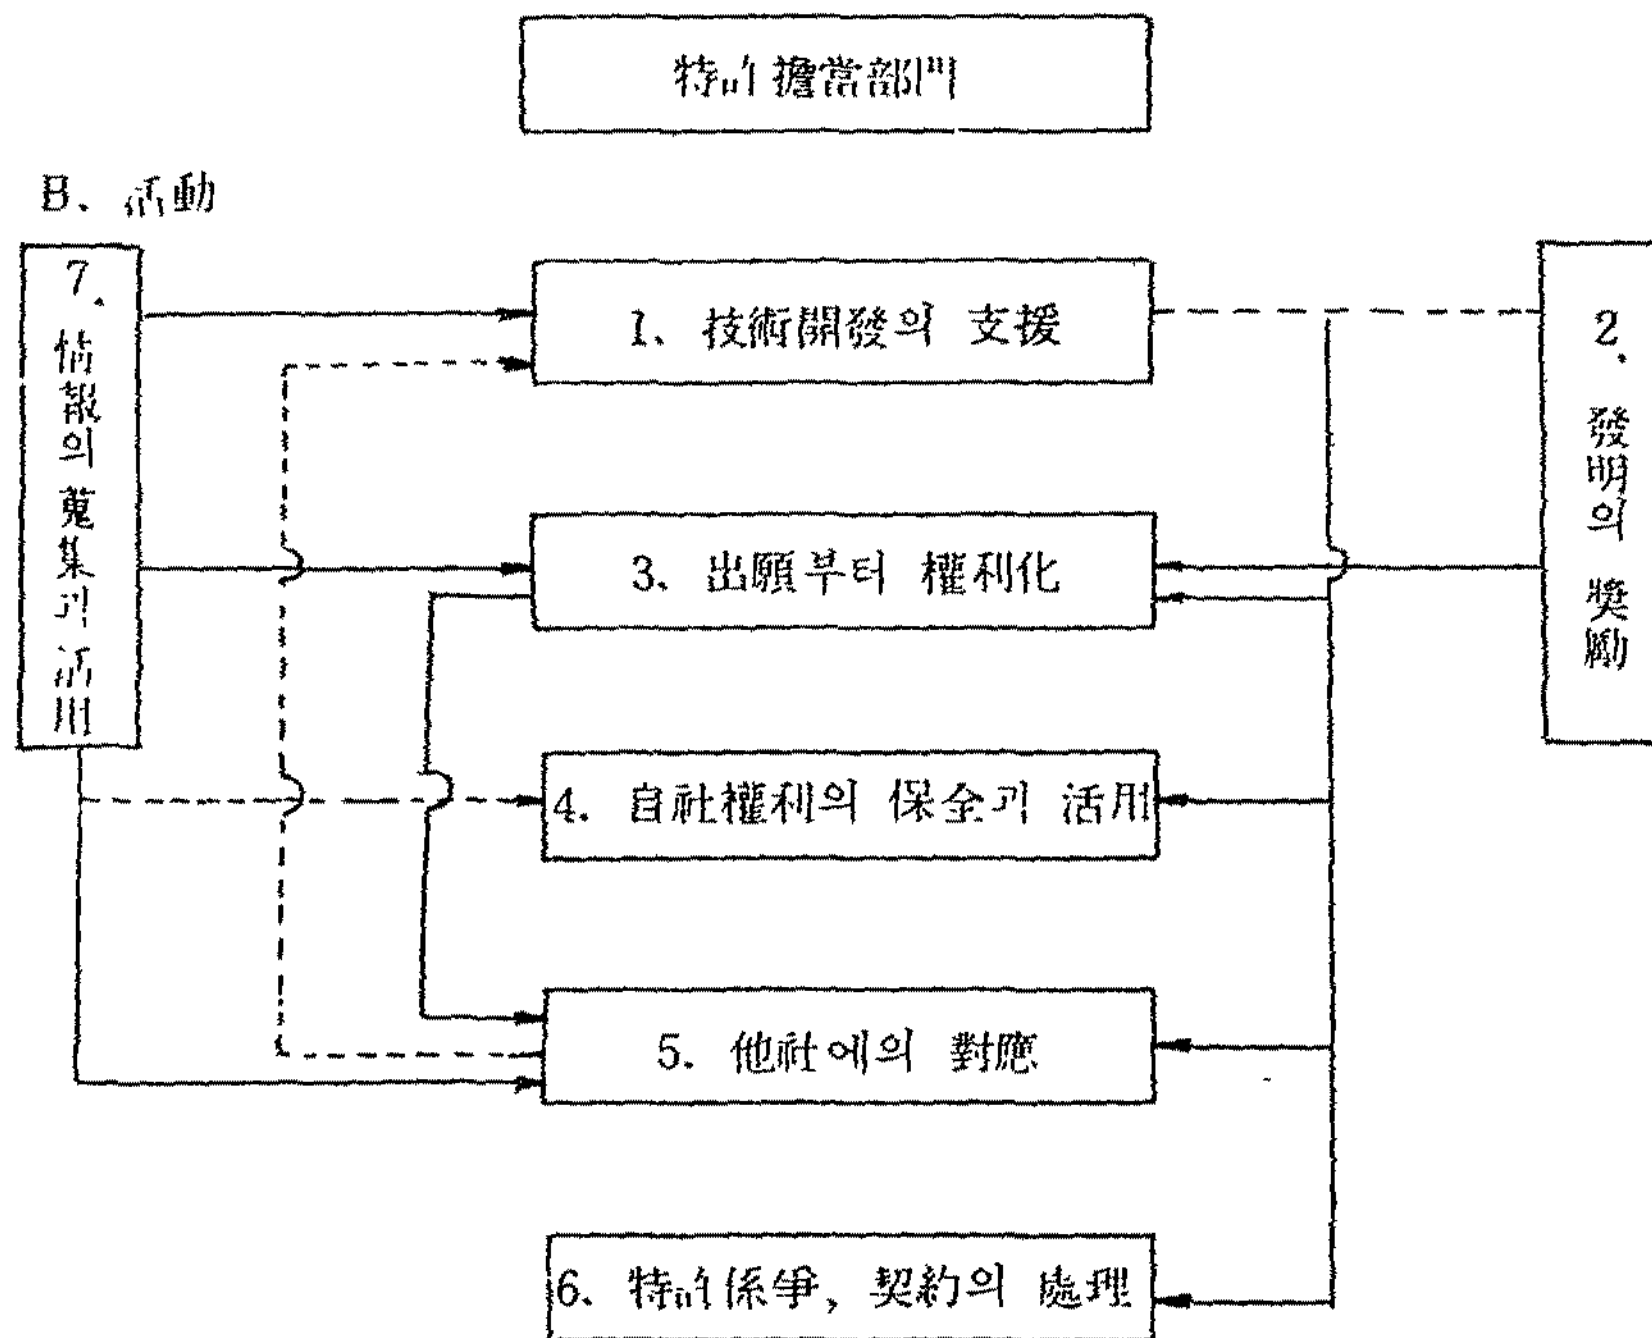 特許擔當部門
B. 活動
7. 情報의 蒐集과 活用
1. 技術開發의 支援
2. 發明의 獎勵
3. 出願부터 權利化
4. 自社權利의 保全과 活用
5. 他社에의 對應
6. 特許係爭, 契約의 處理